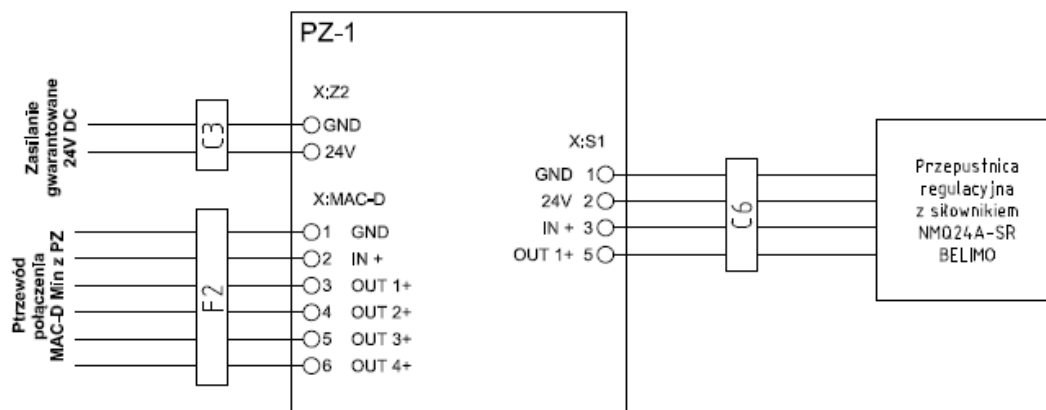 PZ-1
Zasilanie
gwarantowane
24V DC
C3
X:Z2
GND
24V
Ptrzewód
połączenia
MAC-D Min z PZ
F2
X:MAC-D
1 GND
2 IN +
3 OUT 1+
4 OUT 2+
5 OUT 3+
6 OUT 4+
X:S1
GND 1
24V 2
IN + 3
OUT 1+ 5
C6
Przepustnica
regulacyjna
z siłownikiem
NMQ24A-SR
BELIMO